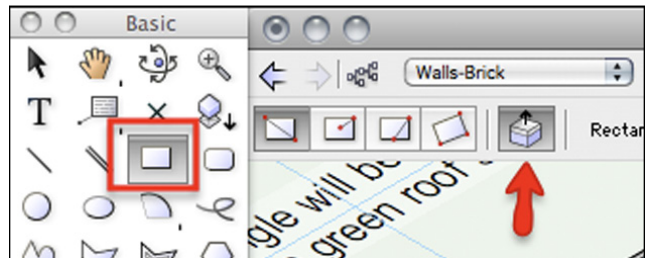 Basic
Walls-Brick
T
Rectan
gle will be
green roof